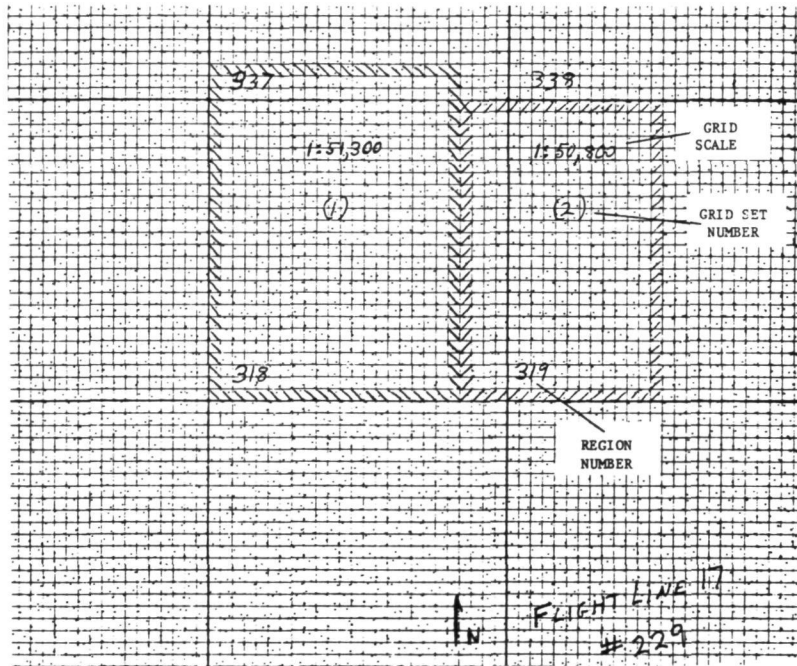 337
338
1:51,300
1:50,800
GRID
SCALE
(1)
(2)
GRID SET
NUMBER
318
319
REGION
NUMBER
N
FLIGHT LINE 17
# 229